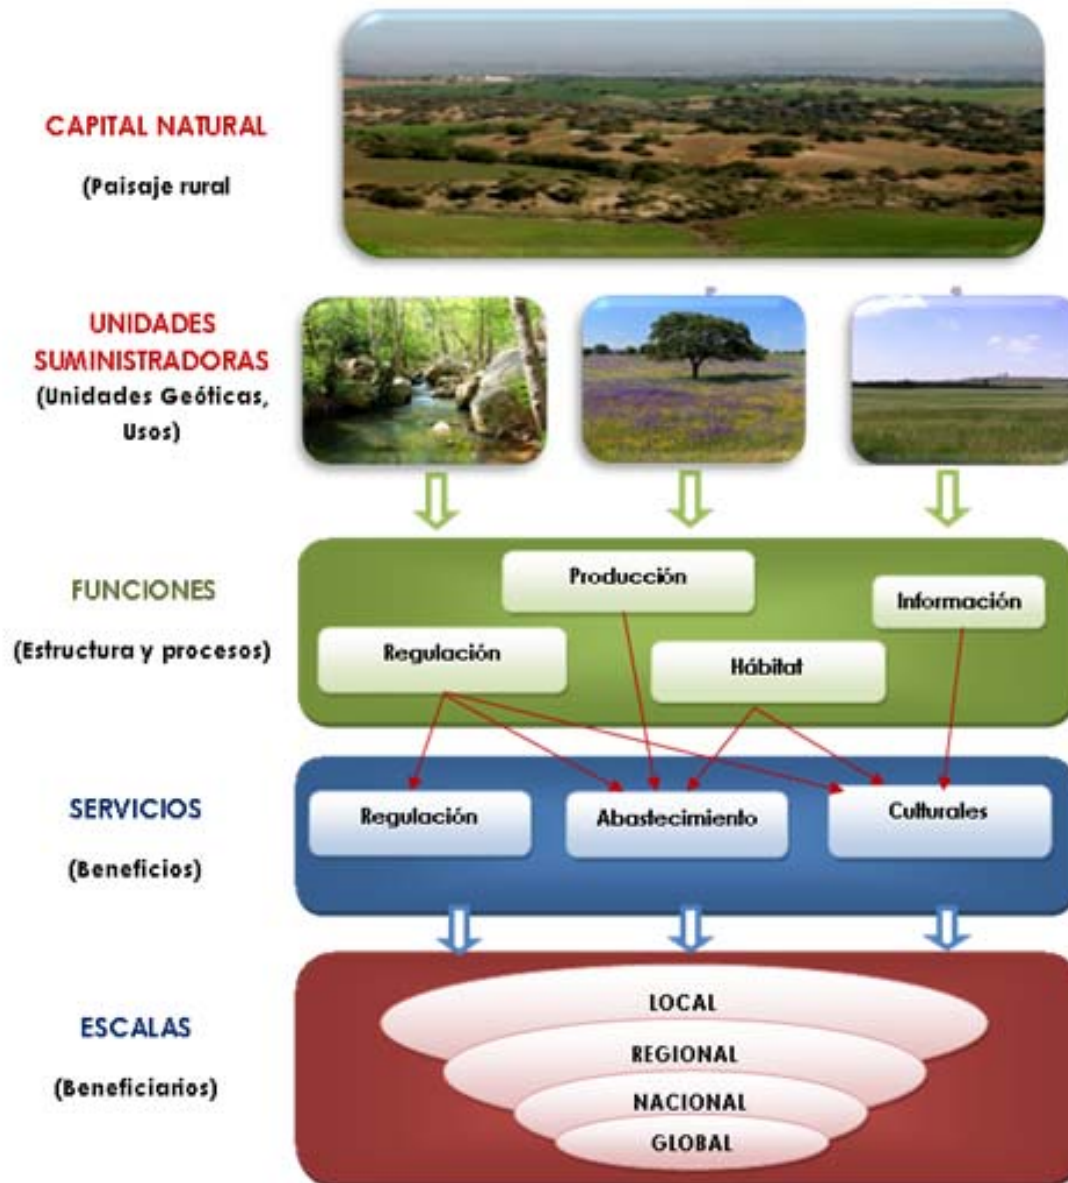 CAPITAL NATURAL
(Paisaje rural
UNIDADES
SUMINISTRADORAS
(Unidades Geóticas,
Usos)
FUNCIONES
(Estructura y procesos)
Producción
Información
Regulación
Hábitat
SERVICIOS
(Beneficios)
Regulación
Abastecimiento
Culturales
ESCALAS
(Beneficiarios)
LOCAL
REGIONAL
NACIONAL
GLOBAL